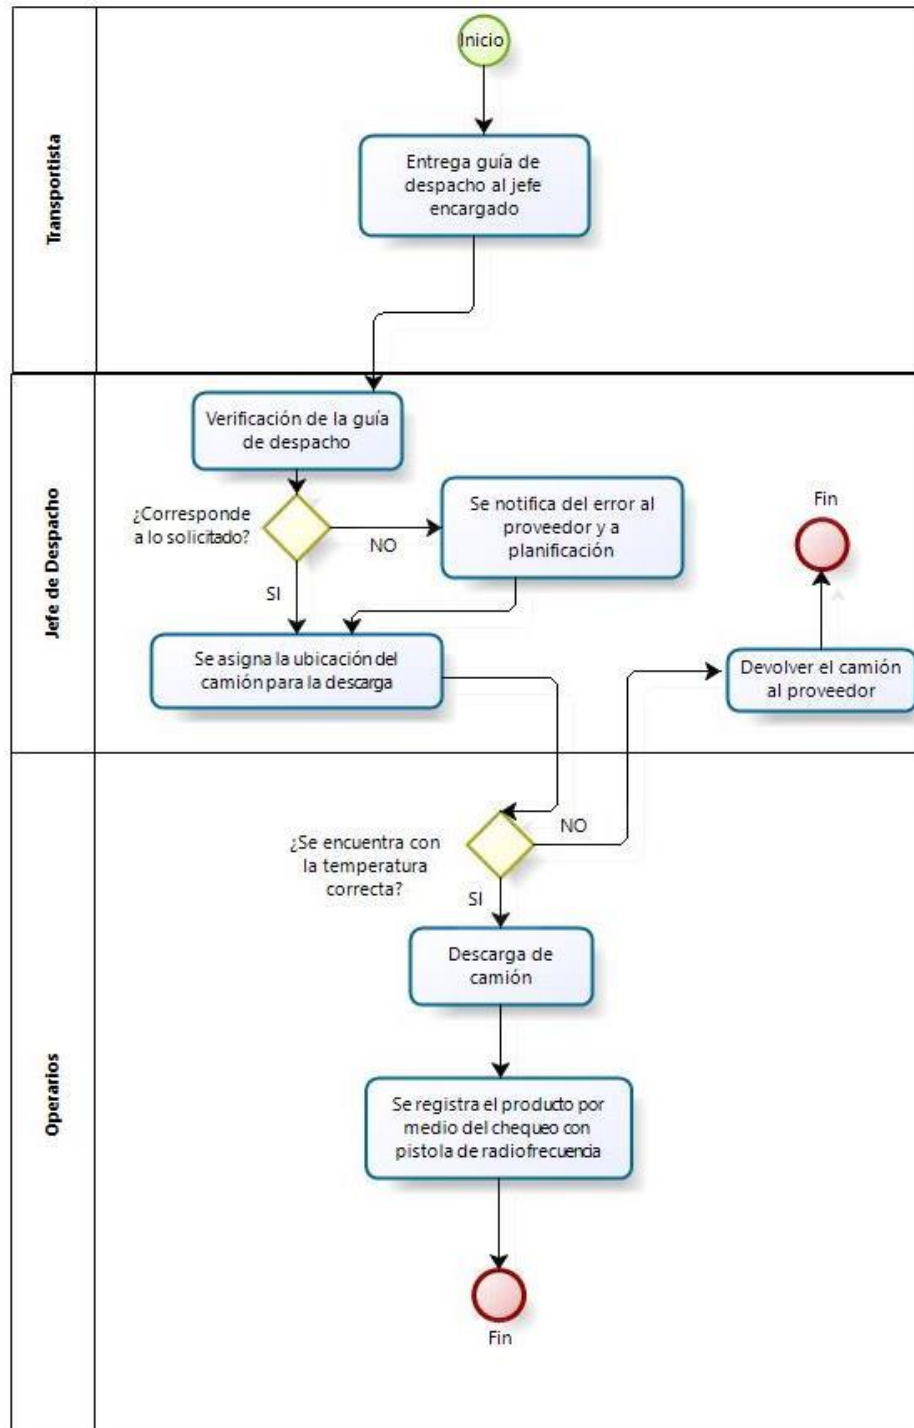 Transportista
Inicio
Entrega guía de
despacho al jefe
encargado
Jefe de Despacho
Verificación de la guía
de despacho
¿Corresponde
a lo solicitado?
NO
SI
Se notifica del error al
proveedor y a
planificación
Fin
Se asigna la ubicación del
camión para la descarga
Devolver el camión
al proveedor
Operarios
¿Se encuentra con
la temperatura
correcta?
NO
SI
Descarga de
camión
Se registra el producto por
medio del chequeo con
pistola de radiofrecuencia
Fin